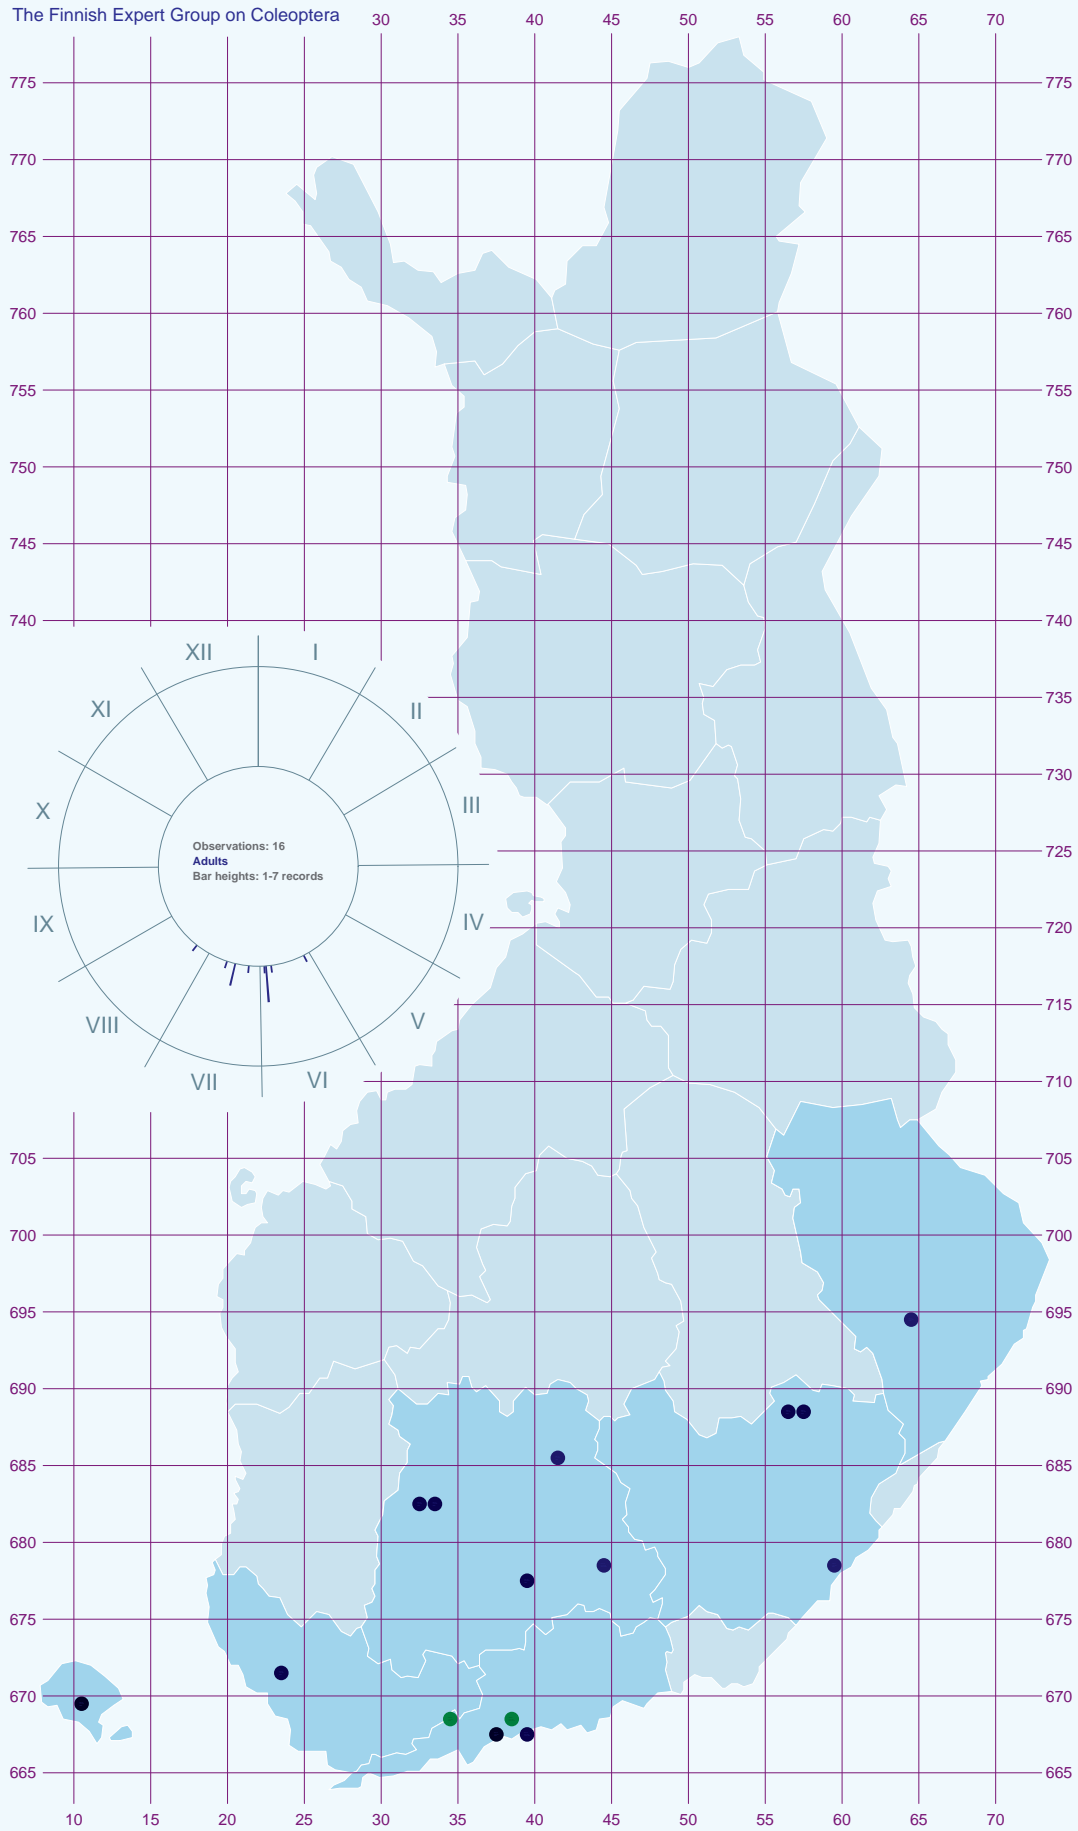 The Finnish Expert Group on Coleoptera 30 35 40 45 50 55 60 65 70
775 775
770 770
765 765
760 760
755 755
750 750
745 745
740 740
XII I
735
XI II
730
X III
725
Observations: 16
Adults
Bar heights: 1-7 records
IX IV 720
715
VIII V
VII VI 710
705 705
700 700
695 695
690 690
685 685
680 680
675 675
670 670
665 665
10 15 20 25 30 35 40 45 50 55 60 65 70